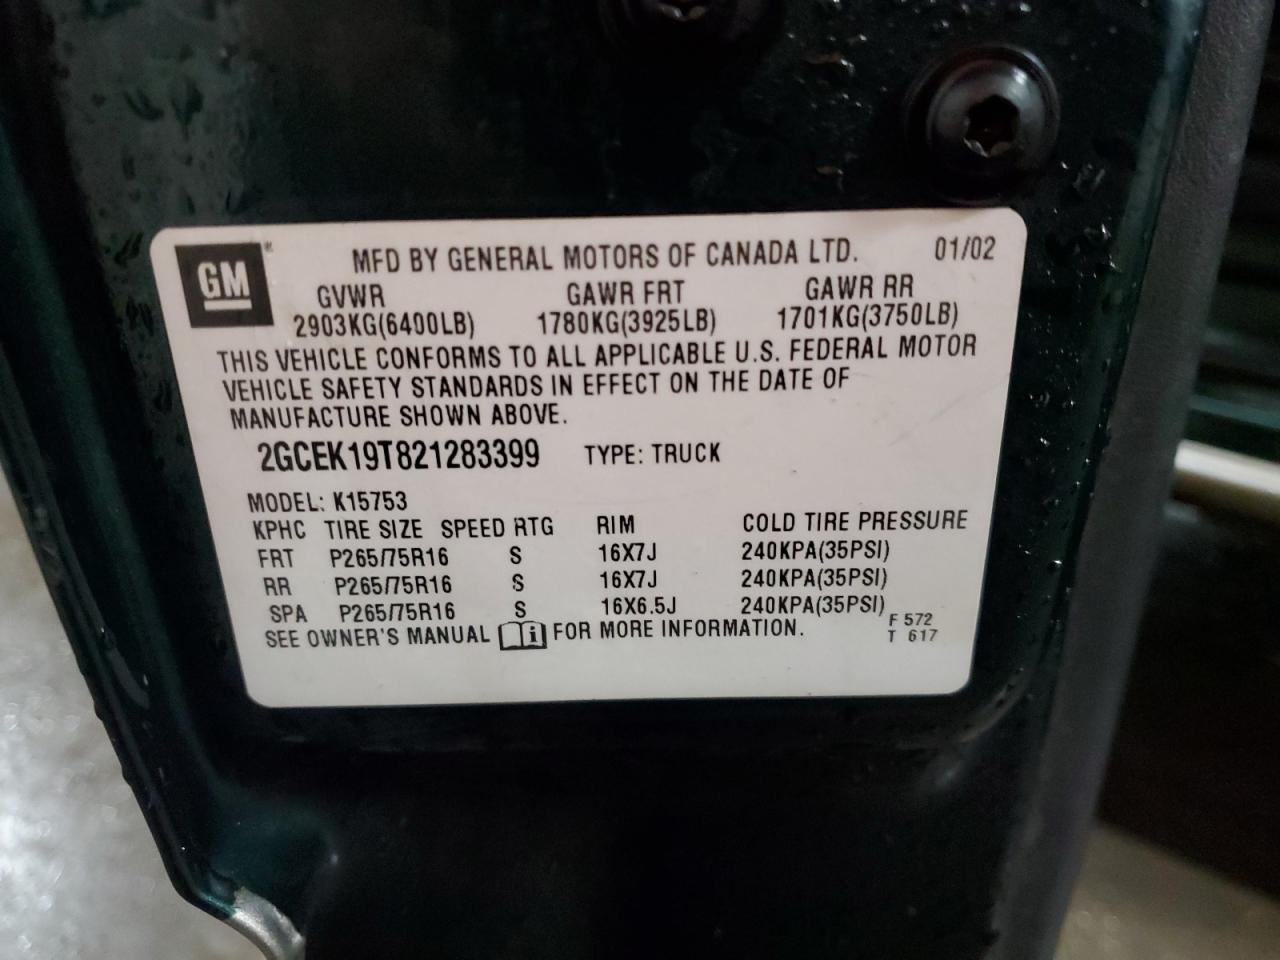 GM
MFD BY GENERAL MOTORS OF CANADA LTD. 01/02
GVWR GAWR FRT GAWR RR
2903KG(6400LB) 1780KG(3925LB) 1701KG(3750LB)
THIS VEHICLE CONFORMS TO ALL APPLICABLE U.S. FEDERAL MOTOR
VEHICLE SAFETY STANDARDS IN EFFECT ON THE DATE OF
MANUFACTURE SHOWN ABOVE.
2GCEK19T821283399 TYPE: TRUCK
MODEL: K15753
KPHC TIRE SIZE SPEED RTG RIM COLD TIRE PRESSURE
FRT P265/75R16 S 16X7J 240KPA(35PSI)
RR P265/75R16 S 16X7J 240KPA(35PSI)
SPA P265/75R16 S 16X6.5J 240KPA(35PSI)
SEE OWNER'S MANUAL i FOR MORE INFORMATION.
F 572
T 617